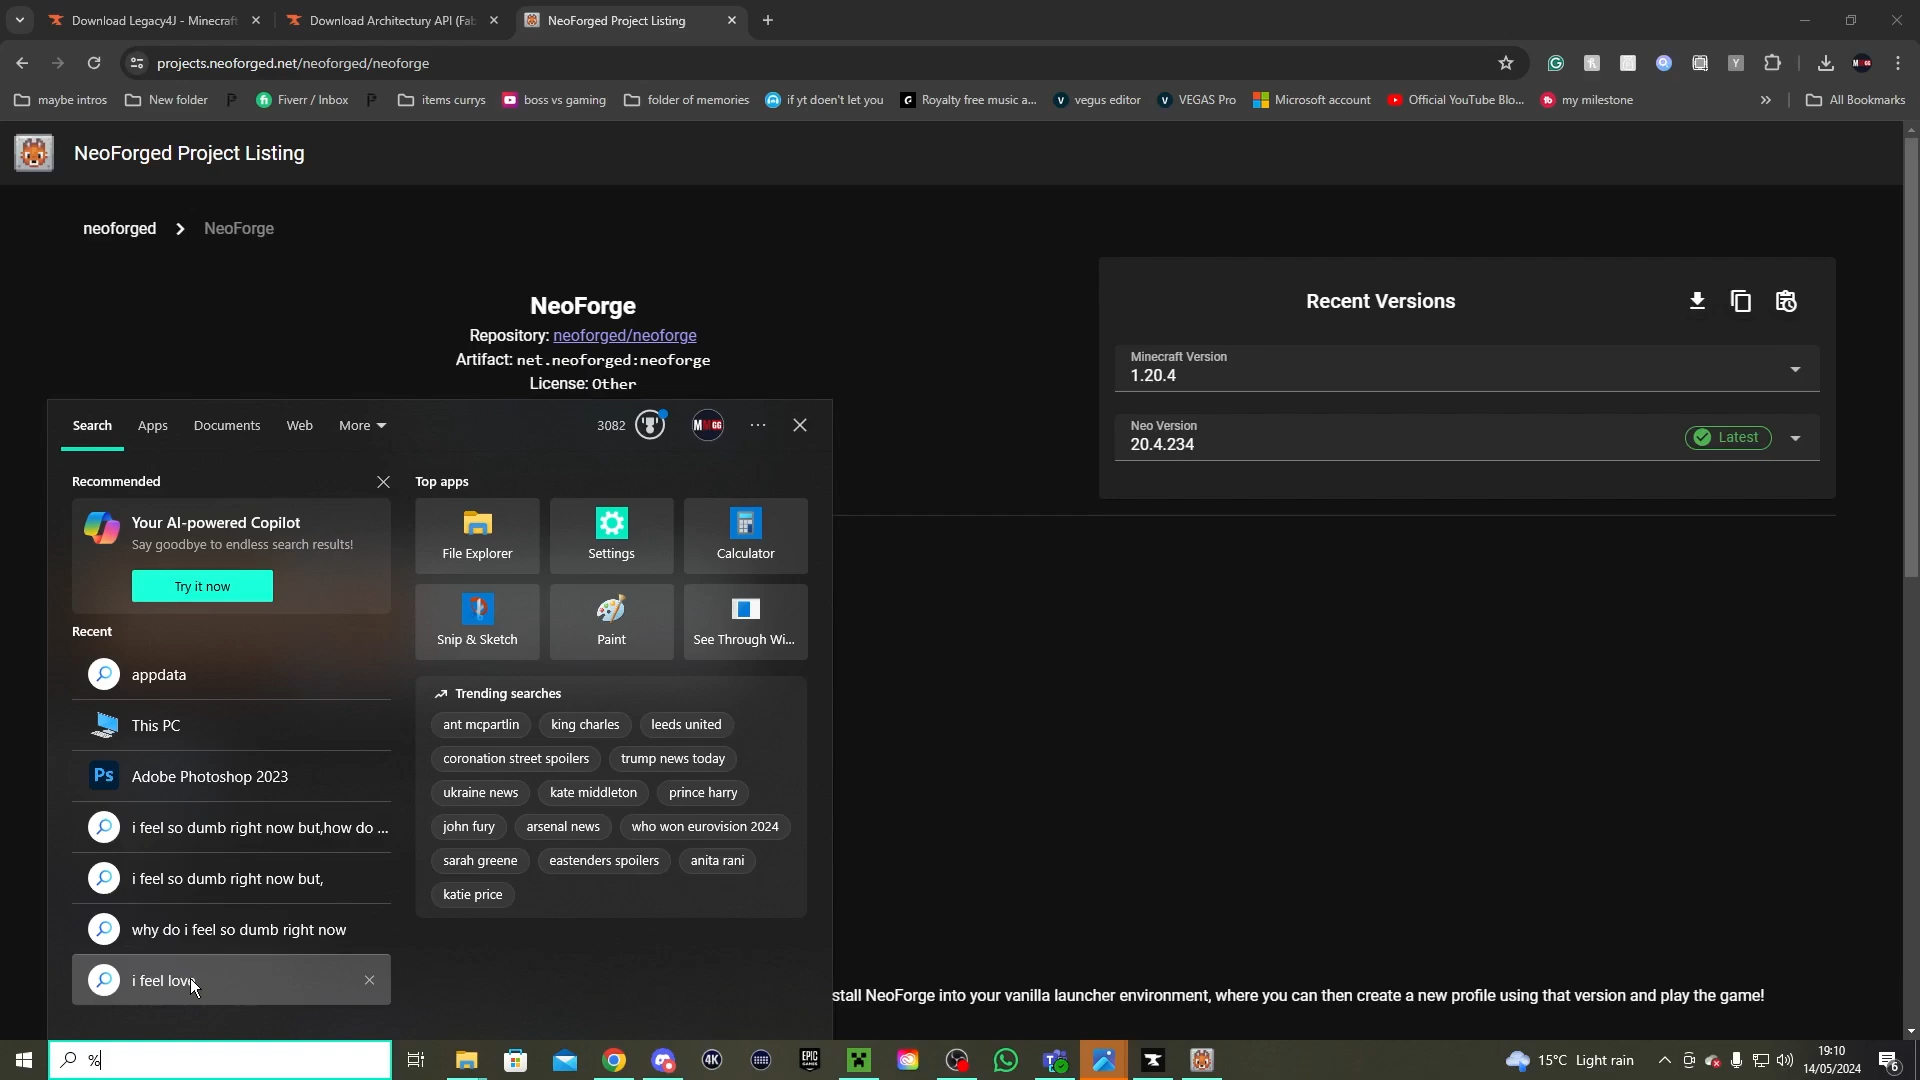 Download Legacy4J - Minecraft
Download Architectury API (Fab
NeoForged Project Listing
projects.neoforged.net/neoforged/neoforge
maybe intros
New folder
Fiverr / Inbox
items currys
boss vs gaming
folder of memories
if yt doen't let you
Royalty free music a...
vegus editor
VEGAS Pro
Microsoft account
Official YouTube Blo...
my milestone
»
All Bookmarks
NeoForged Project Listing
neoforged > NeoForge
NeoForge
Repository: neoforged/neoforge
Artifact: net.neoforged:neoforge
License: Other
Recent Versions
Minecraft Version
1.20.4
Neo Version
20.4.234
Latest
Search
Apps
Documents
Web
More
3082
MMGG
Recommended
Your AI-powered Copilot
Say goodbye to endless search results!
Try it now
Recent
appdata
This PC
Ps Adobe Photoshop 2023
i feel so dumb right now but,how do ...
i feel so dumb right now but,
why do i feel so dumb right now
i feel love
Top apps
File Explorer
Settings
Calculator
Snip & Sketch
Paint
See Through Wi...
Trending searches
ant mcpartlin
king charles
leeds united
coronation street spoilers
trump news today
ukraine news
kate middleton
prince harry
john fury
arsenal news
who won eurovision 2024
sarah greene
eastenders spoilers
anita rani
katie price
stall NeoForge into your vanilla launcher environment, where you can then create a new profile using that version and play the game!
%
4K
EPIC GAMES
15°C Light rain
19:10
14/05/2024
6